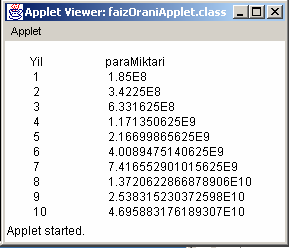 Applet Viewer: faizOraniApplet.class
Applet
Yil paraMiktari
1 1.85E8
2 3.4225E8
3 6.331625E8
4 1.171350625E9
5 2.16699865625E9
6 4.0089475140625E9
7 7.416552901015625E9
8 1.3720622866878906E10
9 2.538315230372598E10
10 4.695883176189307E10
Applet started.